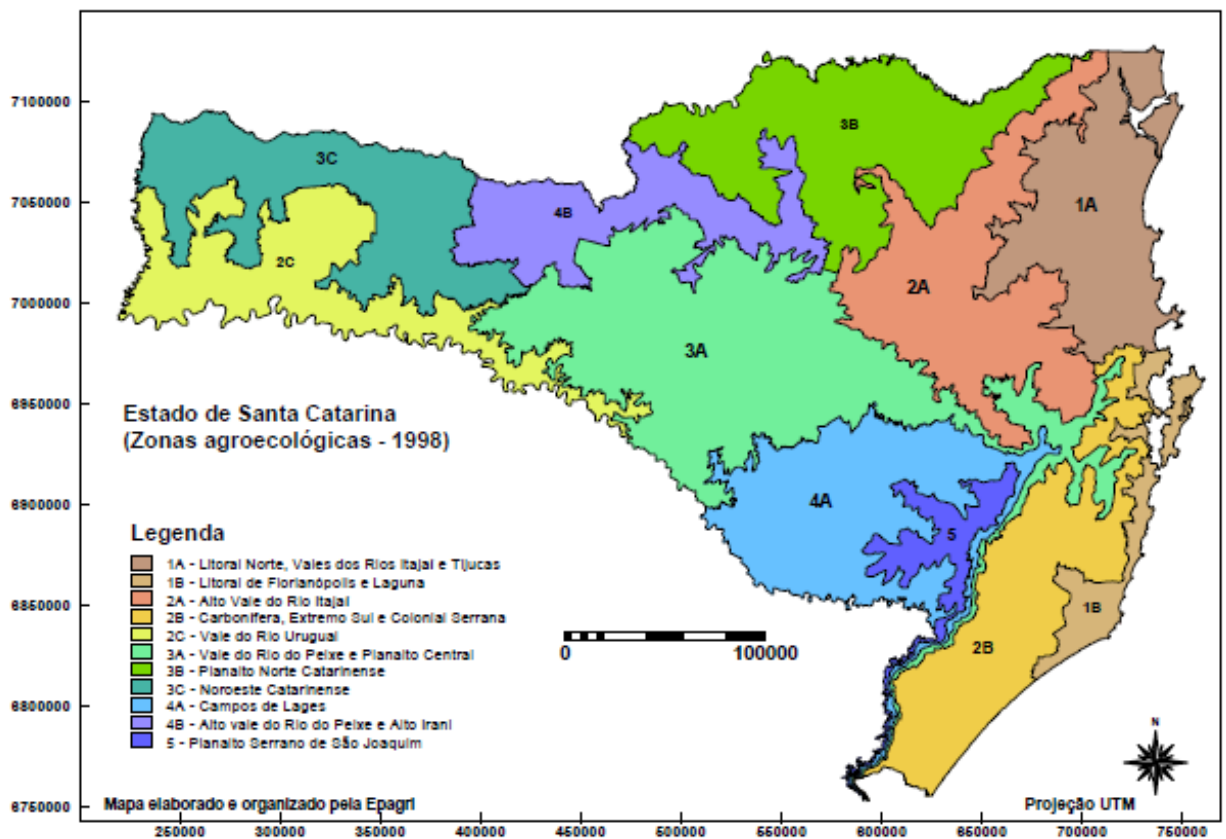 7100000
3B
3C
7050000
4B
1A
2C
7000000
2A
3A
6950000
Estado de Santa Catarina
(Zonas agroecológicas - 1998)
6900000
4A
5
Legenda
1A - Litoral Norte, Vales dos Rios Itajaí e Tijucas
1B - Litoral de Florianópolis e Laguna
2A - Alto Vale do Rio Itajaí
2B - Carbonífera, Extremo Sul e Colonial Serrana
2C - Vale do Rio Uruguai
3A - Vale do Rio do Peixe e Planalto Central
3B - Planalto Norte Catarinense
3C - Noroeste Catarinense
4A - Campos de Lages
4B - Alto vale do Rio do Peixe e Alto Irani
5 - Planalto Serrano de São Joaquim
6850000
1B
2B
0 100000
6800000
N
6750000
Mapa elaborado e organizado pela Epagri
Projeção UTM
250000 300000 350000 400000 450000 500000 550000 600000 650000 700000 750000